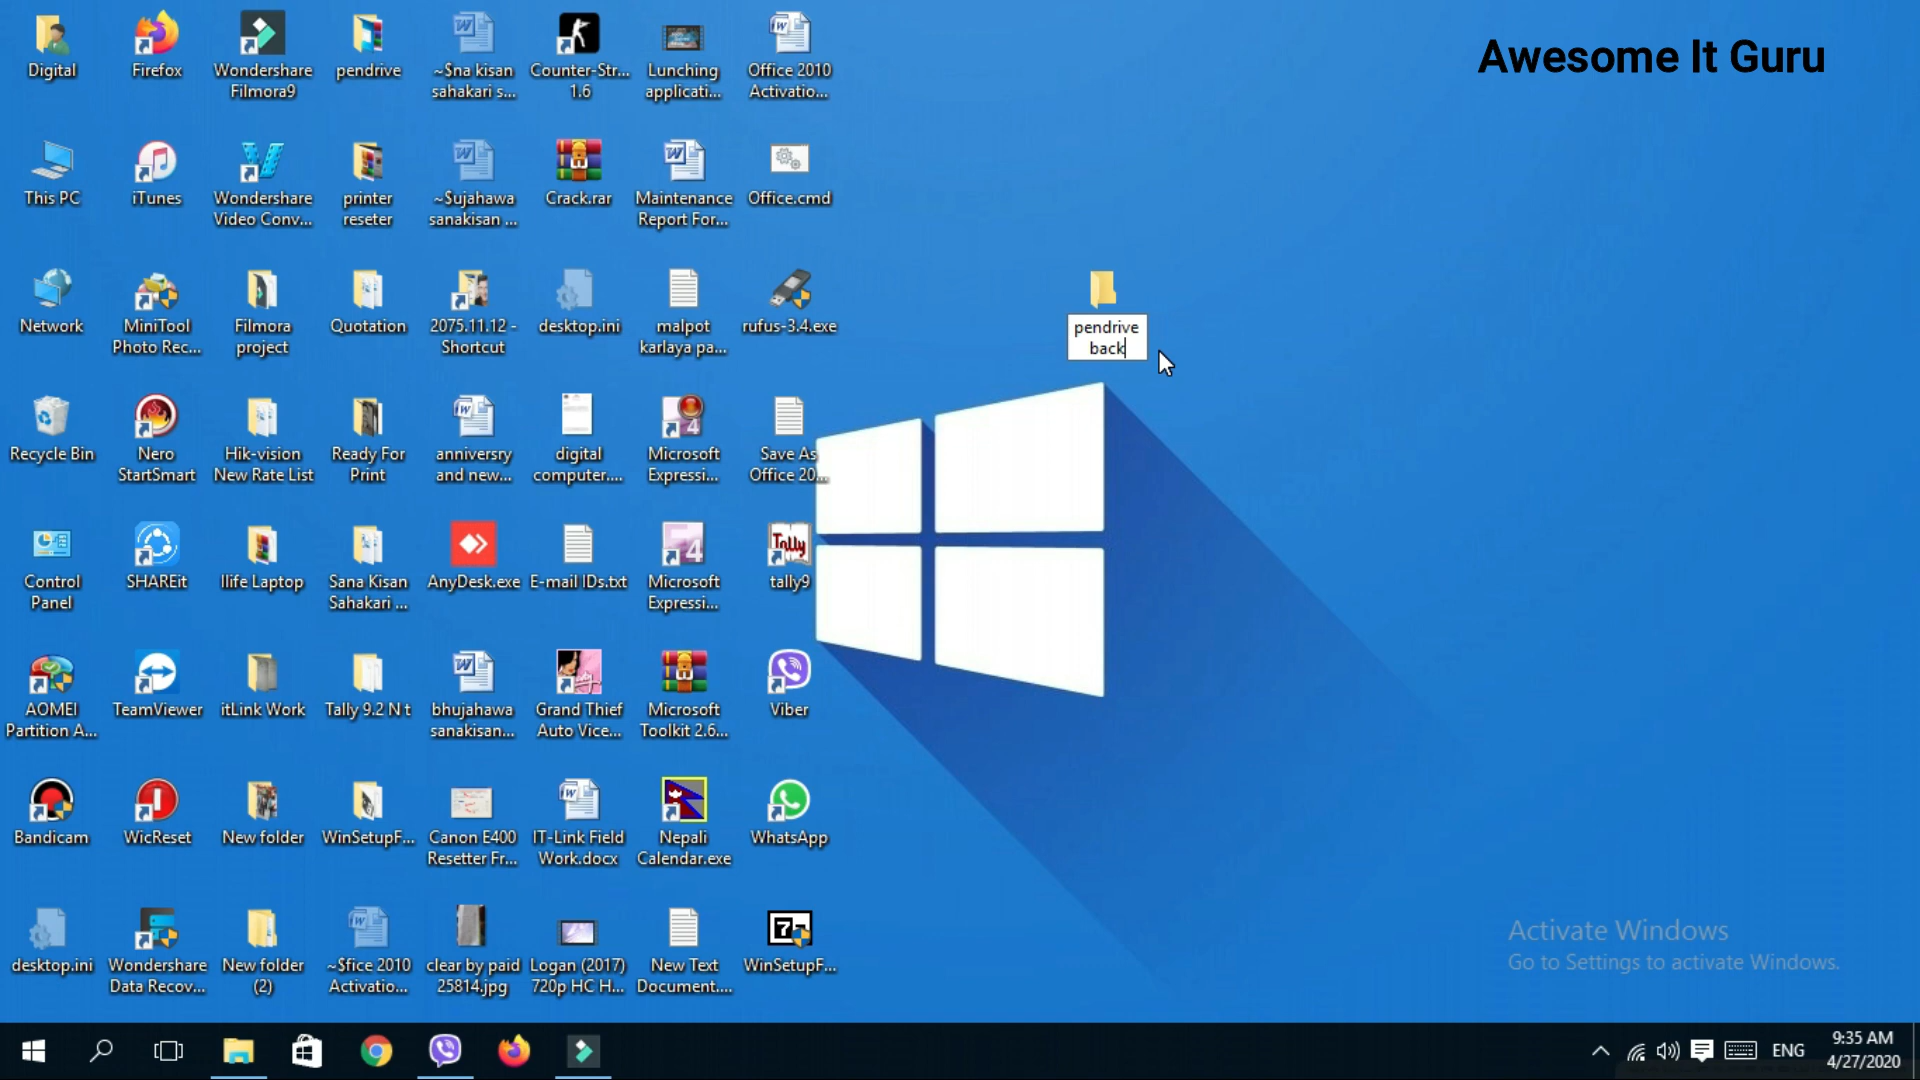 Awesome It Guru
Digital
Firefox
Wondershare
Filmora9
pendrive
~$na kisan
sahakari s...
Counter-Str...
1.6
Lunching
applicati...
Office 2010
Activatio...
This PC
iTunes
Wondershare
Video Conv...
printer
reseter
~$ujahawa
sanakisan ...
Crack.rar
Maintenance
Report For...
Office.cmd
Network
MiniTool
Photo Rec...
Filmora
project
Quotation
2075.11.12 -
Shortcut
desktop.ini
malpot
karlaya pa...
rufus-3.4.exe
pendrive
back
Recycle Bin
Nero
StartSmart
Hik-vision
New Rate List
Ready For
Print
anniversry
and new...
digital
computer....
4
Microsoft
Expressi...
Save As
Office 20...
Control
Panel
SHAREit
Ilife Laptop
Sana Kisan
Sahakari ...
AnyDesk.exe
E-mail IDs.txt
4
Microsoft
Expressi...
Tally
tally9
AOMEI
Partition A...
TeamViewer
itLink Work
Tally 9.2 N t
bhujahawa
sanakisan...
Grand Thief
Auto Vice...
Microsoft
Toolkit 2.6...
Viber
Bandicam
WicReset
New folder
WinSetupF...
Canon E400
Resetter Fr...
IT-Link Field
Work.docx
Nepali
Calendar.exe
WhatsApp
desktop.ini
Wondershare
Data Recov...
New folder
(2)
~$fice 2010
Activatio...
clear by paid
25814.jpg
Logan (2017)
720p HC H...
New Text
Document....
WinSetupF...
Activate Windows
Go to Settings to activate Windows.
ENG
9:35 AM
4/27/2020